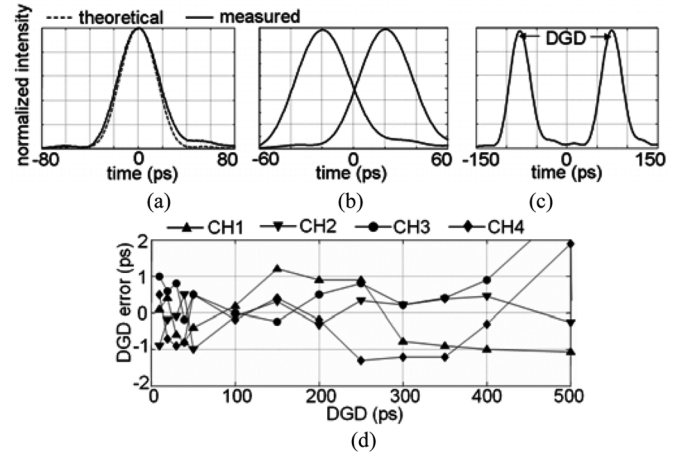 theoretical measured
normalized intensity
-80 0 80
time (ps)
(a)
-60 0 60
time (ps)
(b)
DGD
-150 0 150
time (ps)
(c)
CH1 CH2 CH3 CH4
DGD error (ps)
2
1
0
-1
-2
0 100 200 300 400 500
DGD (ps)
(d)